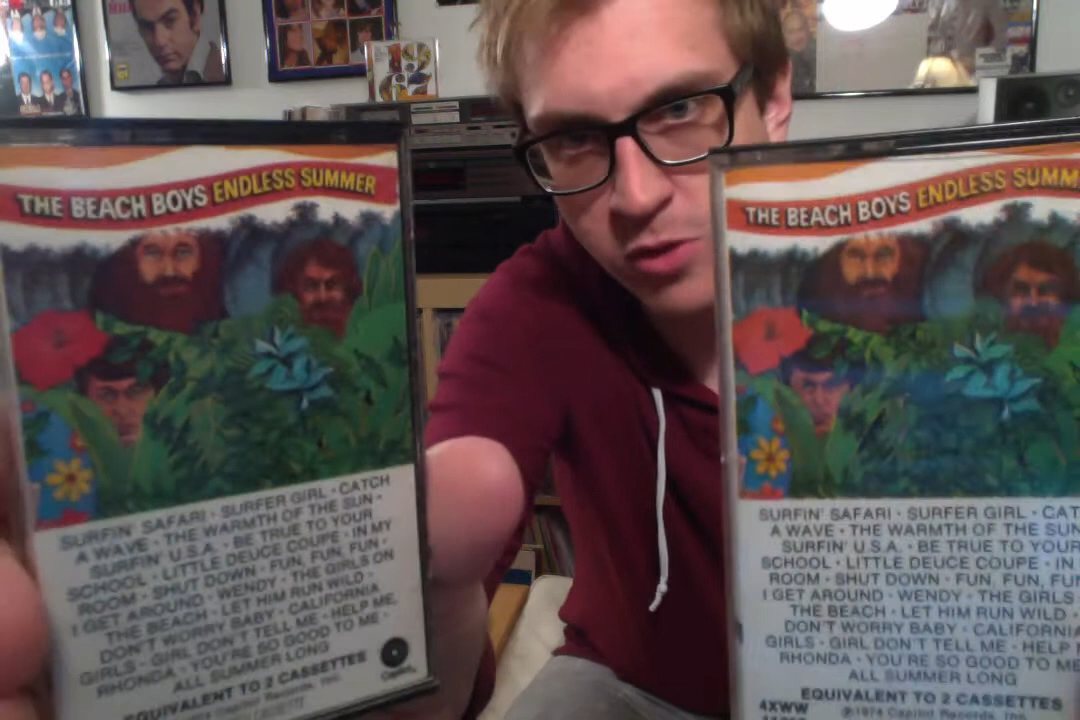 1962
THE BEACH BOYS ENDLESS SUMMER
SURFIN' SAFARI · SURFER GIRL · CATCH
A WAVE · THE WARMTH OF THE SUN ·
SURFIN' U.S.A. · BE TRUE TO YOUR
SCHOOL · LITTLE DEUCE COUPE · IN MY
ROOM · SHUT DOWN · FUN, FUN, FUN ·
I GET AROUND · WENDY · THE GIRLS ON
THE BEACH · LET HIM RUN WILD ·
DON'T WORRY BABY · CALIFORNIA
GIRLS · GIRL DON'T TELL ME · HELP ME,
RHONDA · YOU'RE SO GOOD TO ME ·
ALL SUMMER LONG
EQUIVALENT TO 2 CASSETTES
Capitol Records, Inc.
Capitol
THE BEACH BOYS ENDLESS SUMM
SURFIN' SAFARI · SURFER GIRL · CAT
A WAVE · THE WARMTH OF THE SUN
SURFIN' U.S.A. · BE TRUE TO YOUR
SCHOOL · LITTLE DEUCE COUPE · IN
ROOM · SHUT DOWN · FUN, FUN, FUN
I GET AROUND · WENDY · THE GIRLS
THE BEACH · LET HIM RUN WILD ·
DON'T WORRY BABY · CALIFORNIA
GIRLS · GIRL DON'T TELL ME · HELP
RHONDA · YOU'RE SO GOOD TO ME
ALL SUMMER LONG
EQUIVALENT TO 2 CASSETTES
4XWW ℗1974 Capitol Records, Inc.